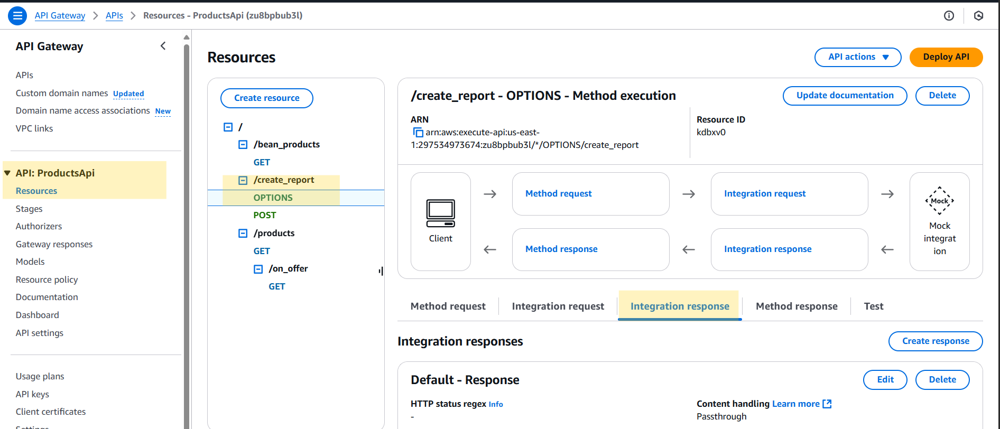 API Gateway > APIs > Resources - ProductsApi (zu8bpbub3l)
API Gateway
APIs
Custom domain names Updated
Domain name access associations New
VPC links
API: ProductsApi
Resources
Stages
Authorizers
Gateway responses
Models
Resource policy
Documentation
Dashboard
API settings
Usage plans
API keys
Client certificates
Settings
Resources
API actions
Deploy API
Create resource
/
/bean_products
GET
/create_report
OPTIONS
POST
/products
GET
/on_offer
GET
/create_report - OPTIONS - Method execution
Update documentation
Delete
ARN
arn:aws:execute-api:us-east-
1:297534973674:zu8bpbub3l/*/OPTIONS/create_report
Resource ID
kdbxv0
Client
Method request
Integration request
Method response
Integration response
Mock
Mock
integrat
ion
Method request
Integration request
Integration response
Method response
Test
Integration responses
Create response
Default - Response
Edit
Delete
HTTP status regex Info
-
Content handling Learn more
Passthrough